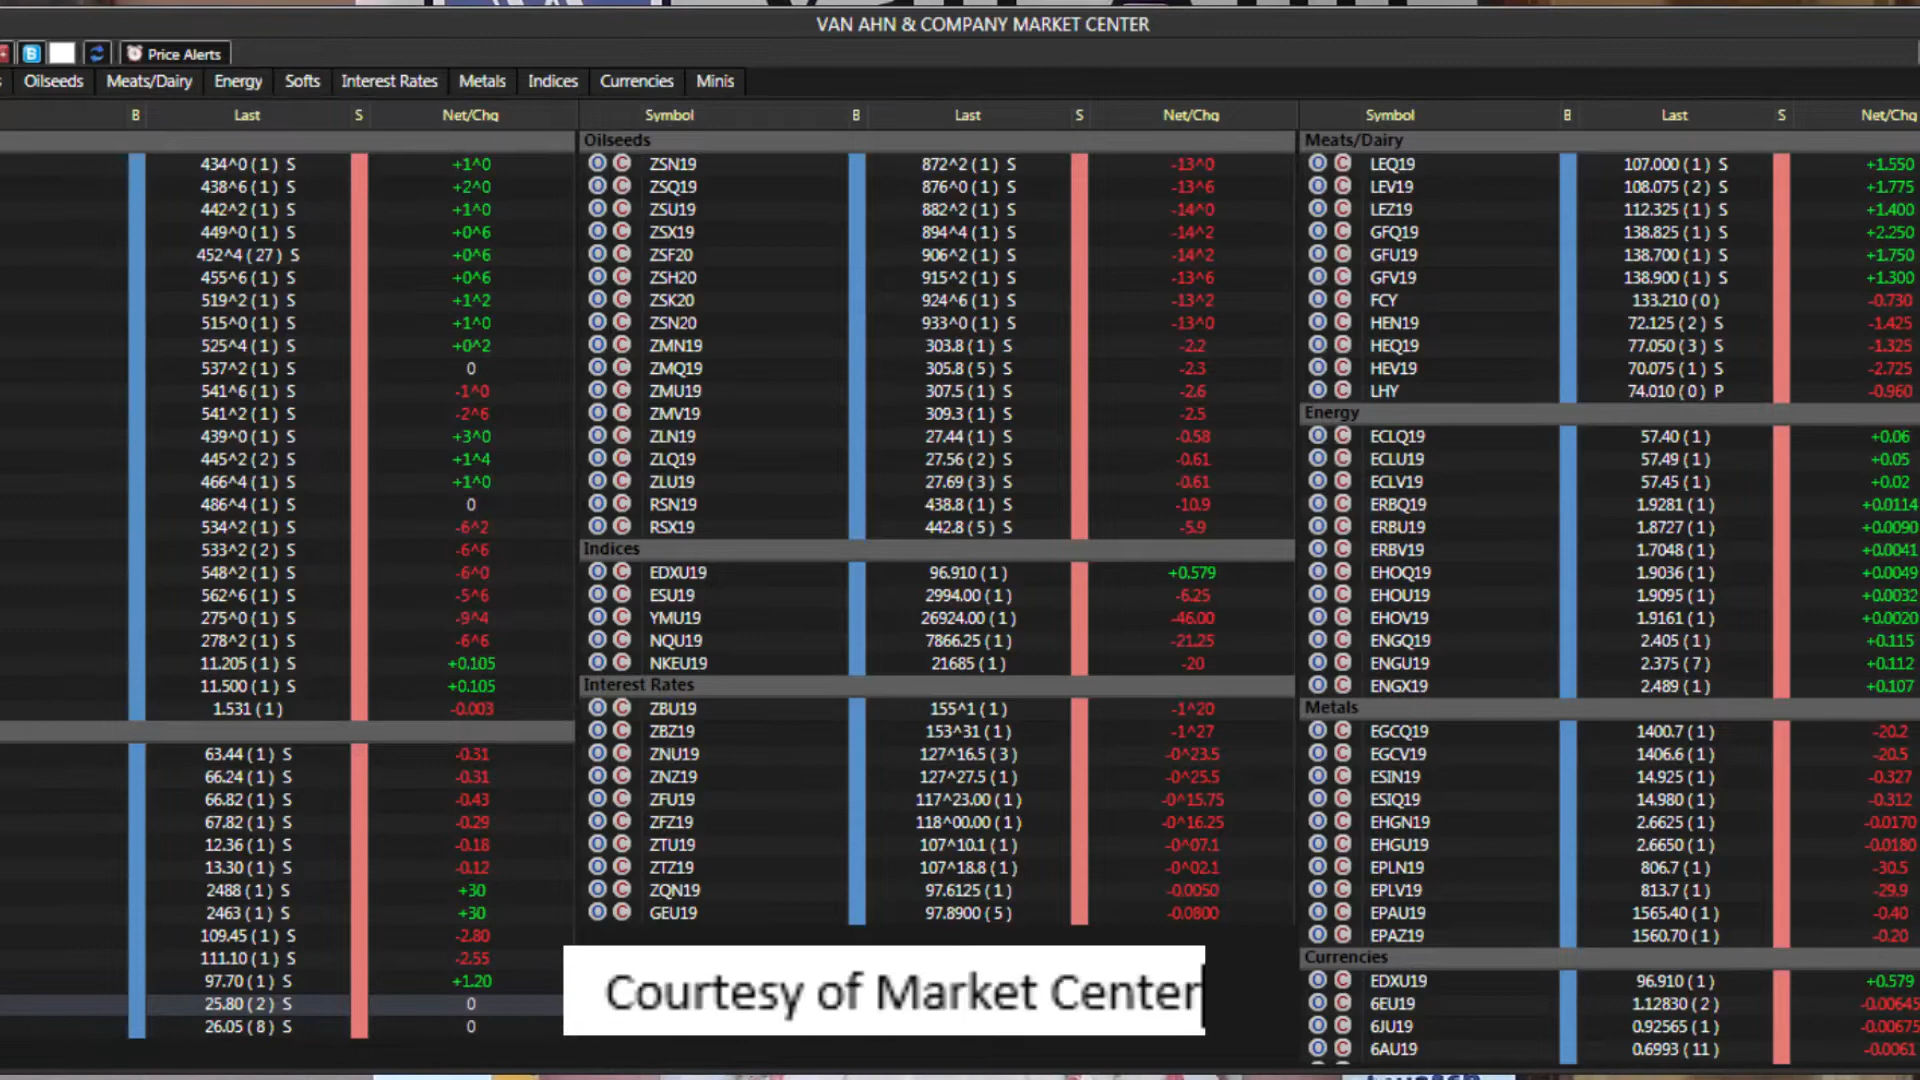 VAN AHN & COMPANY MARKET CENTER
Price Alerts
Oilseeds Meats/Dairy Energy Softs Interest Rates Metals Indices Currencies Minis
B Last S Net/Chg Symbol B Last S Net/Chg Symbol B Last S Net/Chg
434^0 (1) S +1^0
438^6 (1) S +2^0
442^2 (1) S +1^0
449^0 (1) S +0^6
452^4 (27) S +0^6
455^6 (1) S +0^6
519^2 (1) S +1^2
515^0 (1) S +1^0
525^4 (1) S +0^2
537^2 (1) S 0
541^6 (1) S -1^0
541^2 (1) S -2^6
439^0 (1) S +3^0
445^2 (2) S +1^4
466^4 (1) S +1^0
486^4 (1) S 0
534^2 (1) S -6^2
533^2 (2) S -6^6
548^2 (1) S -6^0
562^6 (1) S -5^6
275^0 (1) S -9^4
278^2 (1) S -6^6
11.205 (1) S +0.105
11.500 (1) S +0.105
1.531 (1) -0.003
63.44 (1) S -0.31
66.24 (1) S -0.31
66.82 (1) S -0.43
67.82 (1) S -0.29
12.36 (1) S -0.18
13.30 (1) S -0.12
2488 (1) S +30
2463 (1) S +30
109.45 (1) S -2.80
111.10 (1) S -2.55
97.70 (1) S +1.20
25.80 (2) S 0
26.05 (8) S 0
Oilseeds
O C ZSN19 872^2 (1) S -13^0
O C ZSQ19 876^0 (1) S -13^6
O C ZSU19 882^2 (1) S -14^0
O C ZSX19 894^4 (1) S -14^2
O C ZSF20 906^2 (1) S -14^2
O C ZSH20 915^2 (1) S -13^6
O C ZSK20 924^6 (1) S -13^2
O C ZSN20 933^0 (1) S -13^0
O C ZMN19 303.8 (1) S -2.2
O C ZMQ19 305.8 (5) S -2.3
O C ZMU19 307.5 (1) S -2.6
O C ZMV19 309.3 (1) S -2.5
O C ZLN19 27.44 (1) S -0.58
O C ZLQ19 27.56 (2) S -0.61
O C ZLU19 27.69 (3) S -0.61
O C RSN19 438.8 (1) S -10.9
O C RSX19 442.8 (5) S -5.9
Indices
O C EDXU19 96.910 (1) +0.579
O C ESU19 2994.00 (1) -6.25
O C YMU19 26924.00 (1) -46.00
O C NQU19 7866.25 (1) -21.25
O C NKEU19 21685 (1) -20
Interest Rates
O C ZBU19 155^1 (1) -1^20
O C ZBZ19 153^31 (1) -1^27
O C ZNU19 127^16.5 (3) -0^23.5
O C ZNZ19 127^27.5 (1) -0^25.5
O C ZFU19 117^23.00 (1) -0^15.75
O C ZFZ19 118^00.00 (1) -0^16.25
O C ZTU19 107^10.1 (1) -0^07.1
O C ZTZ19 107^18.8 (1) -0^02.1
O C ZQN19 97.6125 (1) -0.0050
O C GEU19 97.8900 (5) -0.0800
Courtesy of Market Center
Meats/Dairy
O C LEQ19 107.000 (1) S +1.550
O C LEV19 108.075 (2) S +1.775
O C LEZ19 112.325 (1) S +1.400
O C GFQ19 138.825 (1) S +2.250
O C GFU19 138.700 (1) S +1.750
O C GFV19 138.900 (1) S +1.300
O C FCY 133.210 (0) -0.730
O C HEN19 72.125 (2) S -1.425
O C HEQ19 77.050 (3) S -1.325
O C HEV19 70.075 (1) S -2.725
O C LHY 74.010 (0) P -0.960
Energy
O C ECLQ19 57.40 (1) +0.06
O C ECLU19 57.49 (1) +0.05
O C ECLV19 57.45 (1) +0.02
O C ERBQ19 1.9281 (1) +0.0114
O C ERBU19 1.8727 (1) +0.0090
O C ERBV19 1.7048 (1) +0.0041
O C EHOQ19 1.9036 (1) +0.0049
O C EHOU19 1.9095 (1) +0.0032
O C EHOV19 1.9161 (1) +0.0020
O C ENGQ19 2.405 (1) +0.115
O C ENGU19 2.375 (7) +0.112
O C ENGX19 2.489 (1) +0.107
Metals
O C EGCQ19 1400.7 (1) -20.2
O C EGCV19 1406.6 (1) -20.5
O C ESIN19 14.925 (1) -0.327
O C ESIQ19 14.980 (1) -0.312
O C EHGN19 2.6625 (1) -0.0170
O C EHGU19 2.6650 (1) -0.0180
O C EPLN19 806.7 (1) -30.5
O C EPLV19 813.7 (1) -29.9
O C EPAU19 1565.40 (1) -0.40
O C EPAZ19 1560.70 (1) -0.20
Currencies
O C EDXU19 96.910 (1) +0.579
O C 6EU19 1.12830 (2) -0.00645
O C 6JU19 0.92565 (1) -0.00675
O C 6AU19 0.6993 (11) -0.0061